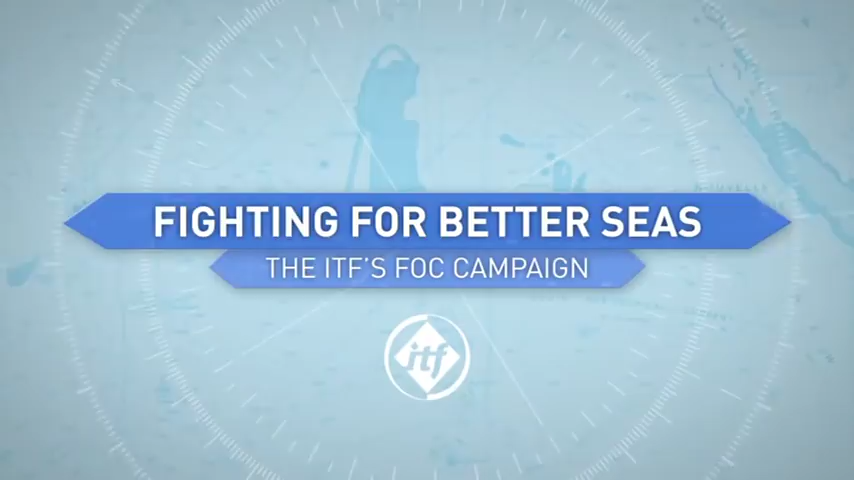 FIGHTING FOR BETTER SEAS
THE ITF'S FOC CAMPAIGN
itf